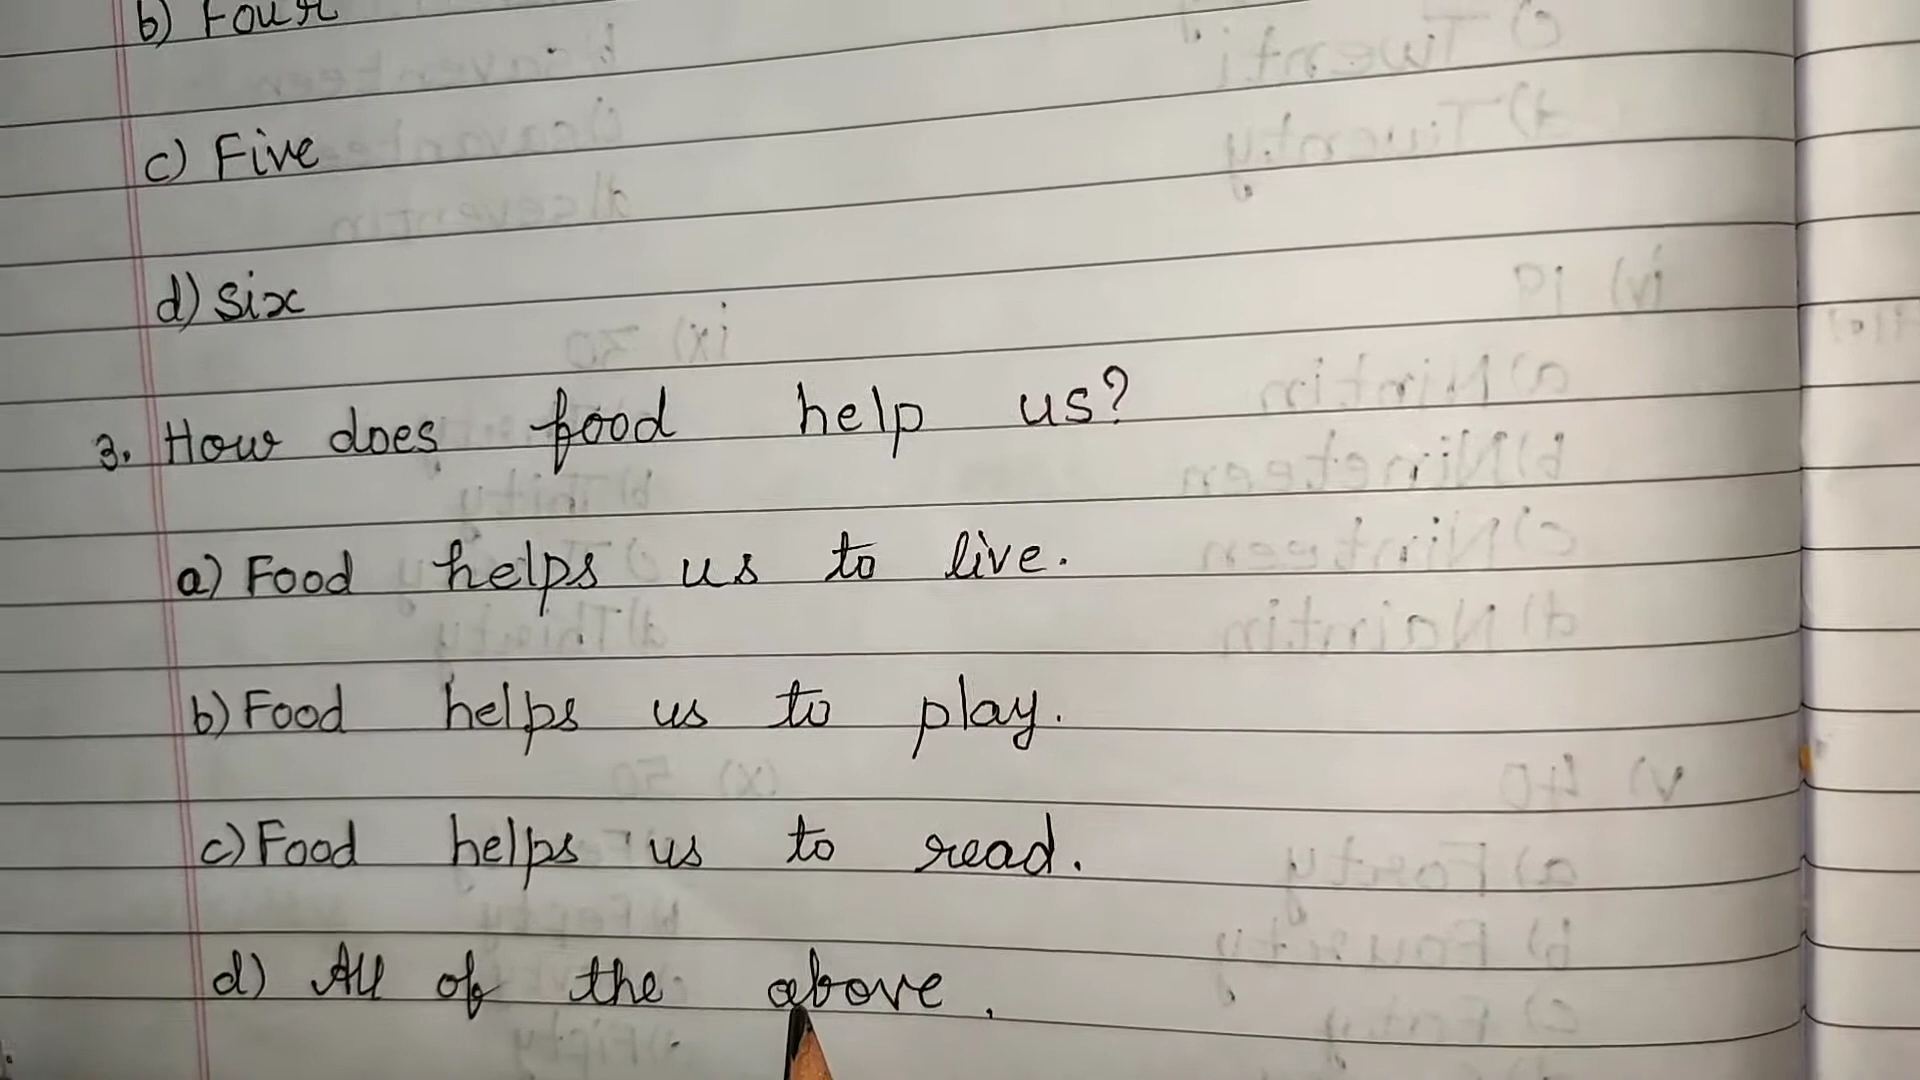 b) Four
c) Five
d) Six
3. How does food help us?
a) Food helps us to live.
b) Food helps us to play.
c) Food helps us to read.
d) All of the above.